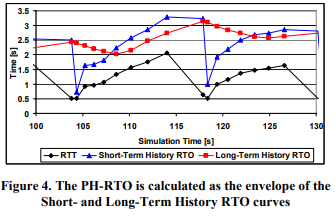 3.5
3
2.5
2
1.5
1
0.5
0
Time [s]
100 105 110 115 120 125 130
Simulation Time [s]
RTT Short-Term History RTO Long-Term History RTO
Figure 4. The PH-RTO is calculated as the envelope of the
Short- and Long-Term History RTO curves